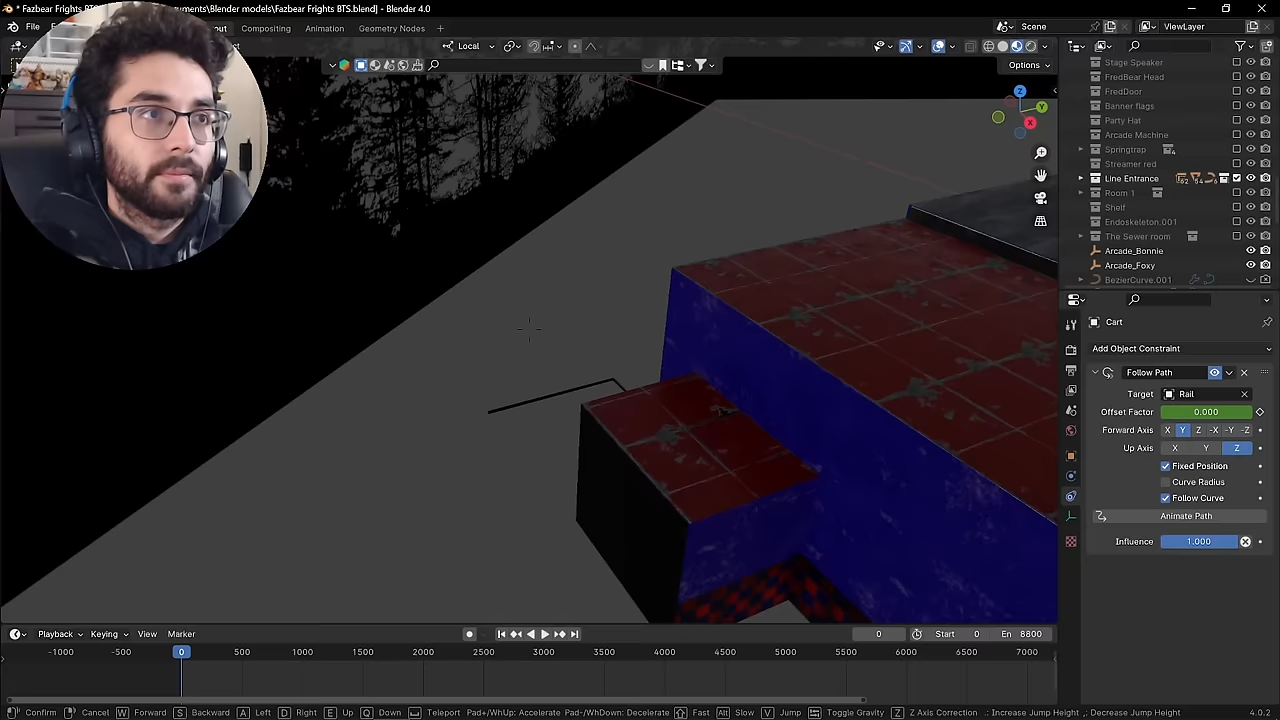 * Fazbear Frights BTS
uments\Blender models\Fazbear Frights BTS.blend] - Blender 4.0
File
out Compositing Animation Geometry Nodes +
Scene
ViewLayer
Local
Options
Z
Y
X
Stage Speaker
FredBear Head
FredDoor
Banner flags
Party Hat
Arcade Machine
Springtrap
Streamer red
Line Entrance
Room 1
Shelf
Endoskeleton.001
The Sewer room
Arcade_Bonnie
Arcade_Foxy
BezierCurve.001
Cart
Add Object Constraint
Follow Path
Target Rail
Offset Factor 0.000
Forward Axis X Y Z -X -Y -Z
Up Axis X Y Z
Fixed Position
Curve Radius
Follow Curve
Animate Path
Influence 1.000
Playback Keying View Marker
0 Start 0 En 8800
-1000 -500 0 500 1000 1500 2000 2500 3000 3500 4000 4500 5000 5500 6000 6500 7000
Confirm Cancel W Forward S Backward A Left D Right E Up Q Down Teleport Pad+/WhUp: Accelerate Pad-/WhDown: Decelerate Fast Alt Slow V Jump Toggle Gravity Z Z Axis Correction .: Increase Jump Height ,: Decrease Jump Height 4.0.2